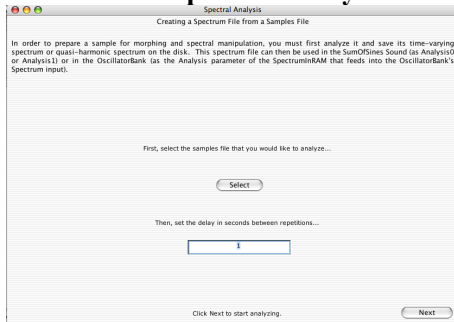 Spectral Analysis
Creating a Spectrum File from a Samples File
In order to prepare a sample for morphing and spectral manipulation, you must first analyze it and save its time-varying
spectrum or quasi-harmonic spectrum on the disk. This spectrum file can then be used in the SumOfSines Sound (as Analysis0
or Analysis1) or in the OscillatorBank (as the Analysis parameter of the SpectrumInRAM that feeds into the OscillatorBank's
Spectrum input).
First, select the samples file that you would like to analyze...
Select
Then, set the delay in seconds between repetitions...
1
Click Next to start analyzing.
Next